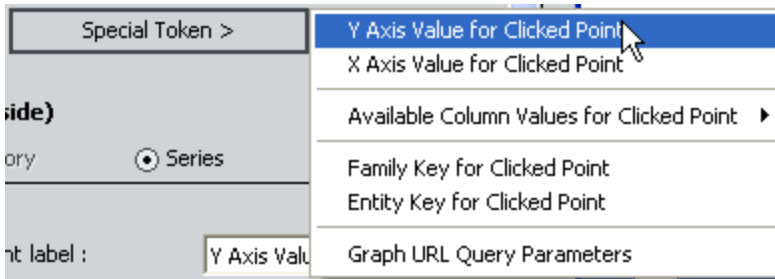 Special Token >
Y Axis Value for Clicked Point
X Axis Value for Clicked Point
side)
Available Column Values for Clicked Point
ory
Series
Family Key for Clicked Point
Entity Key for Clicked Point
nt label :
Y Axis Valu
Graph URL Query Parameters